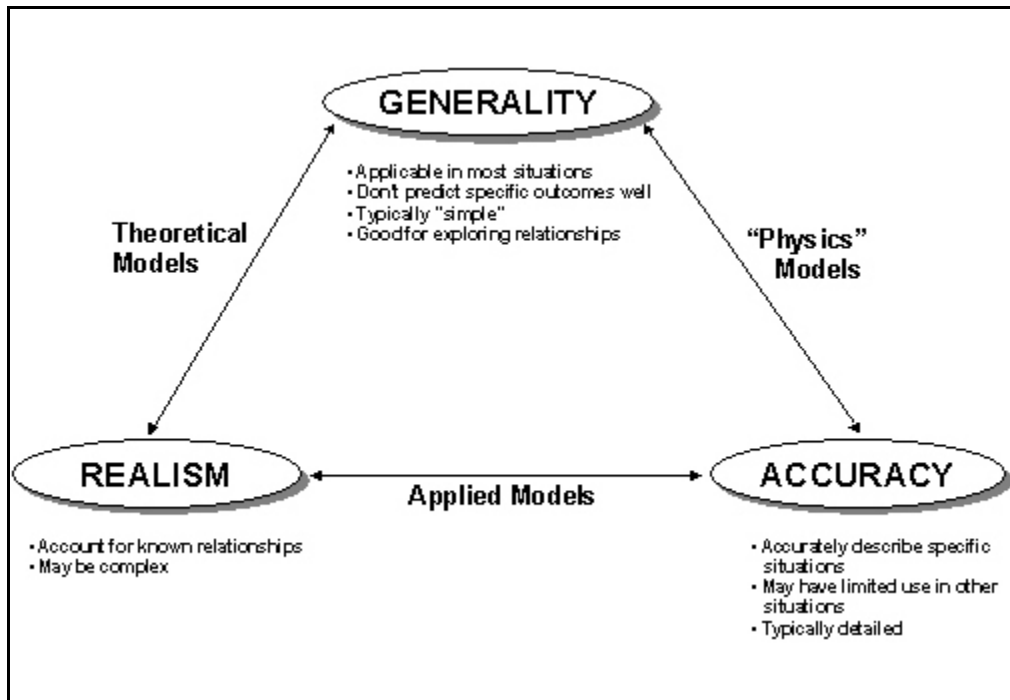 GENERALITY
• Applicable in most situations
• Don't predict specific outcomes well
• Typically "simple"
• Good for exploring relationships
Theoretical
Models
“Physics”
Models
REALISM
Applied Models
ACCURACY
• Account for known relationships
• May be complex
• Accurately describe specific
situations
• May have limited use in other
situations
• Typically detailed